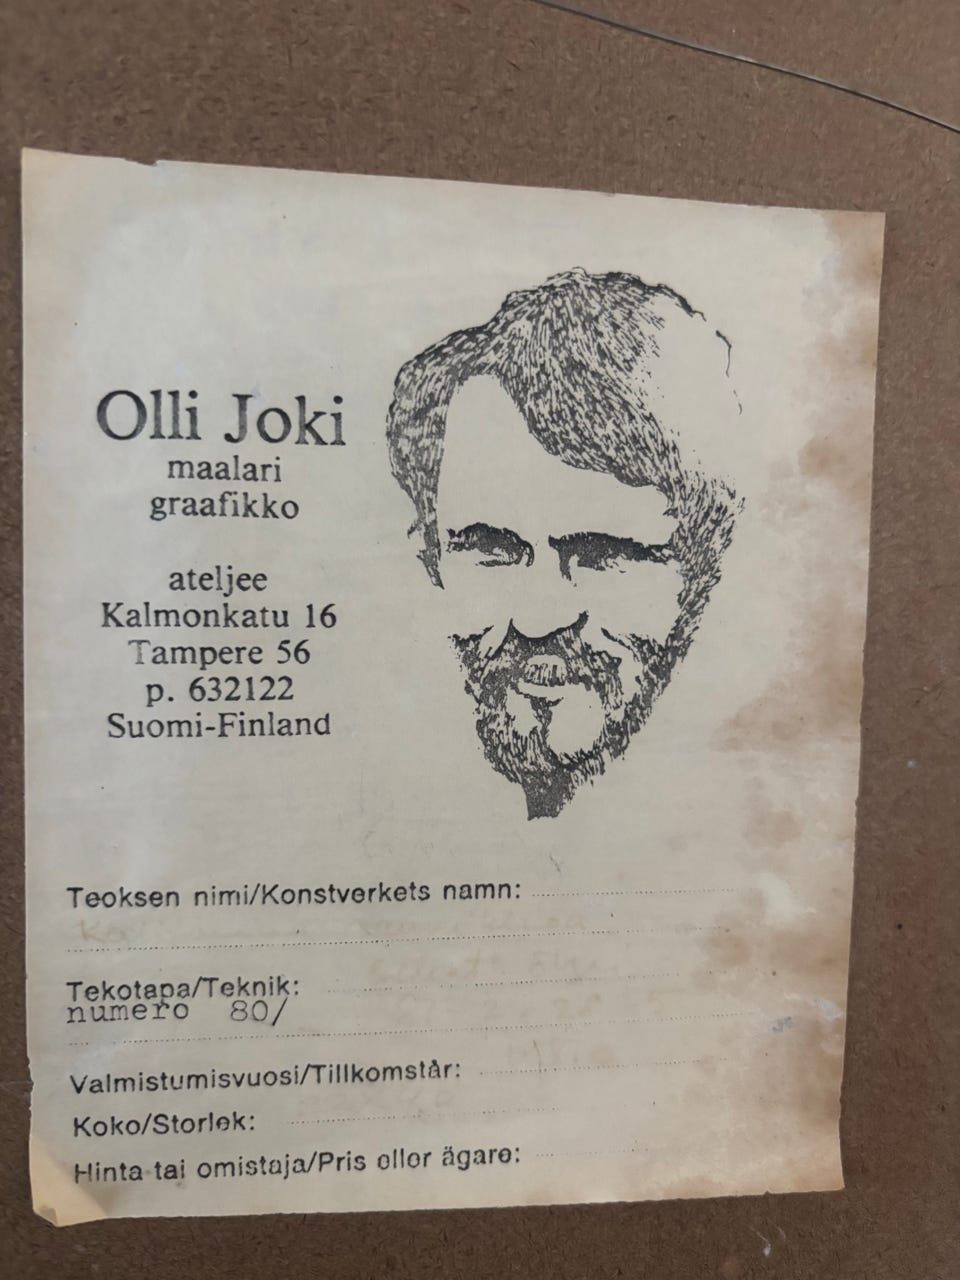 Olli Joki
maalari
graafikko
ateljee
Kalmonkatu 16
Tampere 56
p. 632122
Suomi-Finland
Teoksen nimi/Konstverkets namn:
Tekotapa/Teknik:
numero 80/
Valmistumisvuosi/Tillkomstår:
Koko/Storlek:
Hinta tai omistaja/Pris eller ägare: